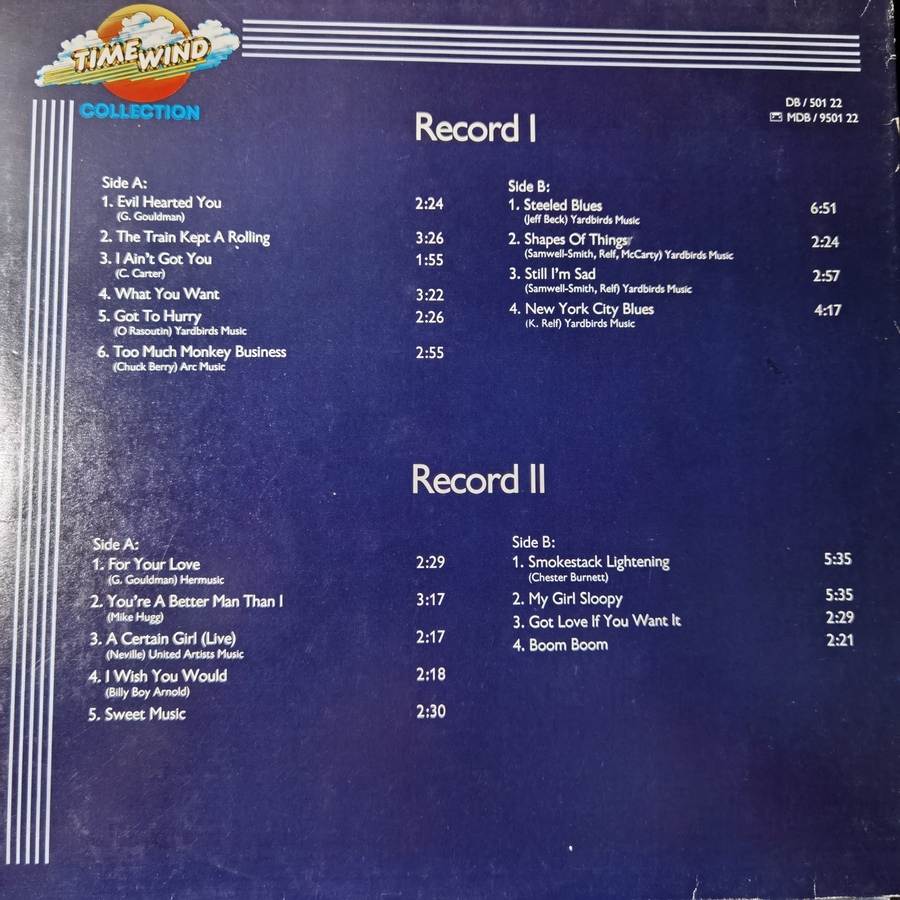 TIME WIND
COLLECTION
DB / 501 22
MDB / 9501 22
Record I
Side A:
1. Evil Hearted You 2:24
(G. Gouldman)
2. The Train Kept A Rolling 3:26
3. I Ain't Got You 1:55
(C. Carter)
4. What You Want 3:22
5. Got To Hurry 2:26
(O Rasoutin) Yardbirds Music
6. Too Much Monkey Business 2:55
(Chuck Berry) Arc Music
Side B:
1. Steeled Blues 6:51
(Jeff Beck) Yardbirds Music
2. Shapes Of Things 2:24
(Samwell-Smith, Relf, McCarty) Yardbirds Music
3. Still I'm Sad 2:57
(Samwell-Smith, Relf) Yardbirds Music
4. New York City Blues 4:17
(K. Relf) Yardbirds Music
Record II
Side A:
1. For Your Love 2:29
(G. Gouldman) Hermusic
2. You're A Better Man Than I 3:17
(Mike Hugg)
3. A Certain Girl (Live) 2:17
(Neville) United Artists Music
4. I Wish You Would 2:18
(Billy Boy Arnold)
5. Sweet Music 2:30
Side B:
1. Smokestack Lightening 5:35
(Chester Burnett)
2. My Girl Sloopy 5:35
3. Got Love If You Want It 2:29
4. Boom Boom 2:21